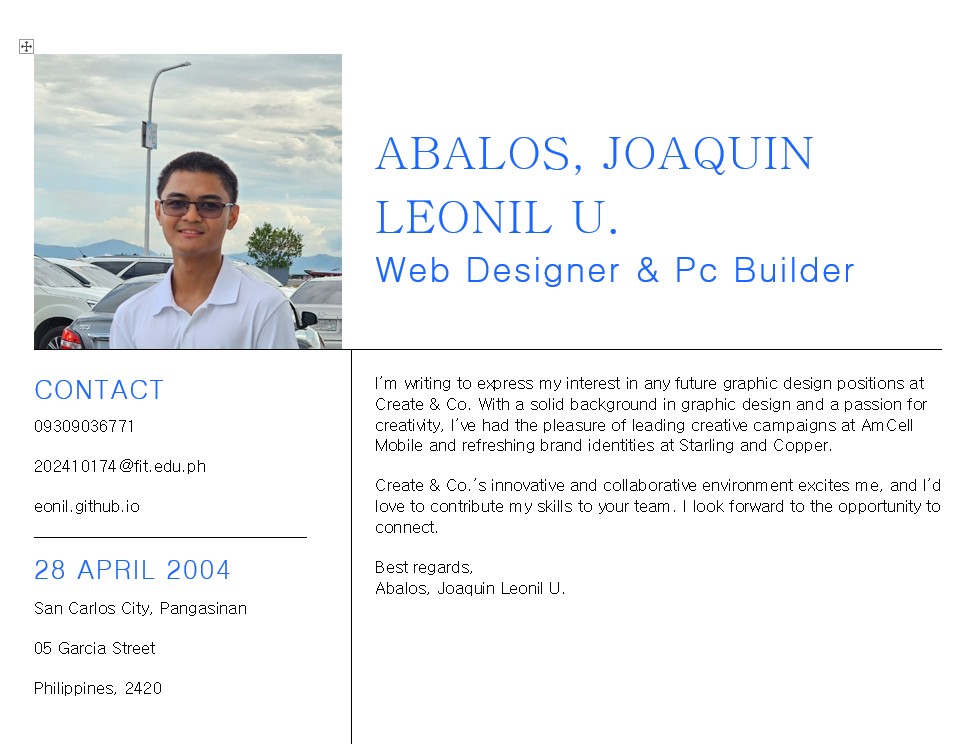 ABALOS, JOAQUIN
LEONIL U.
Web Designer & Pc Builder
CONTACT
09309036771
202410174@fit.edu.ph
eonil.github.io
28 APRIL 2004
San Carlos City, Pangasinan
05 Garcia Street
Philippines, 2420
I'm writing to express my interest in any future graphic design positions at
Create & Co. With a solid background in graphic design and a passion for
creativity, I've had the pleasure of leading creative campaigns at AmCell
Mobile and refreshing brand identities at Starling and Copper.
Create & Co.'s innovative and collaborative environment excites me, and I'd
love to contribute my skills to your team. I look forward to the opportunity to
connect.
Best regards,
Abalos, Joaquin Leonil U.